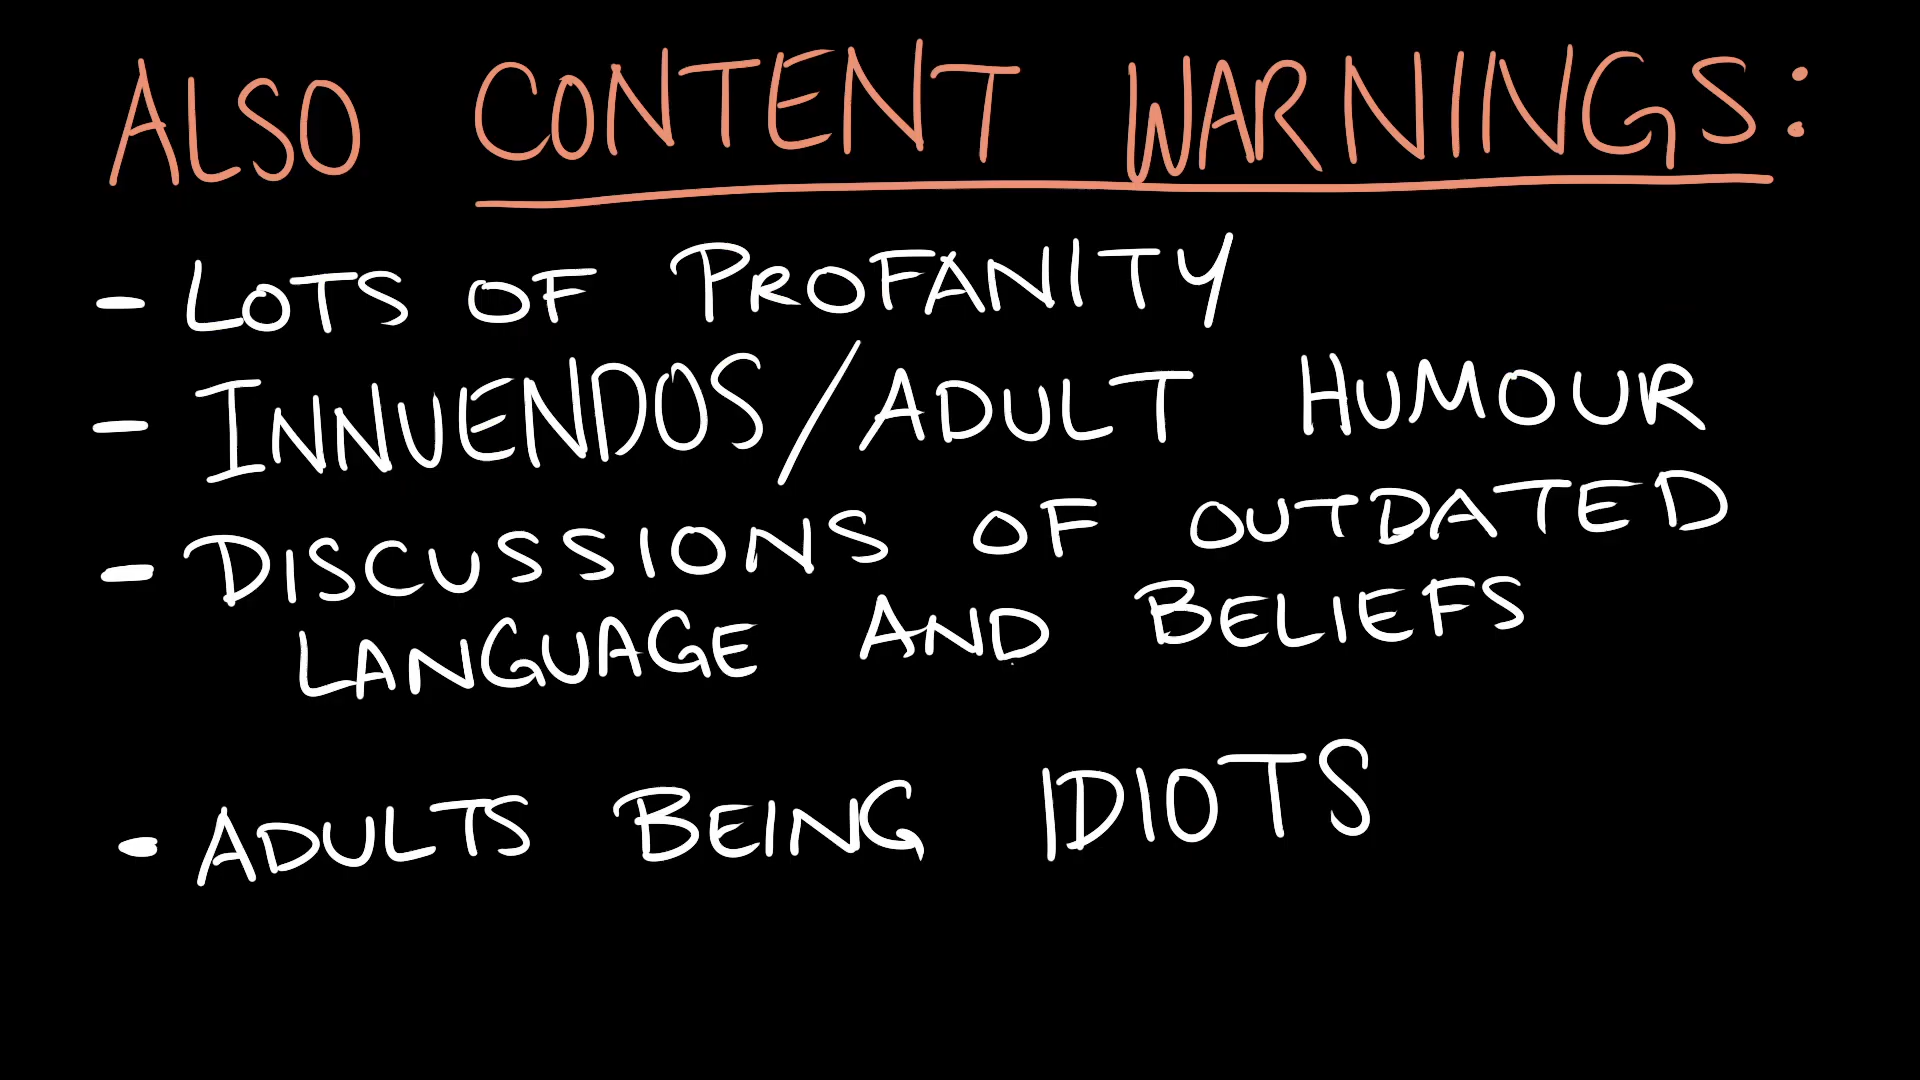 ALSO CONTENT WARNINGS:
- LOTS OF PROFANITY
- INNUENDOS/ADULT HUMOUR
- DISCUSSIONS OF OUTDATED
LANGUAGE AND BELIEFS
- ADULTS BEING IDIOTS